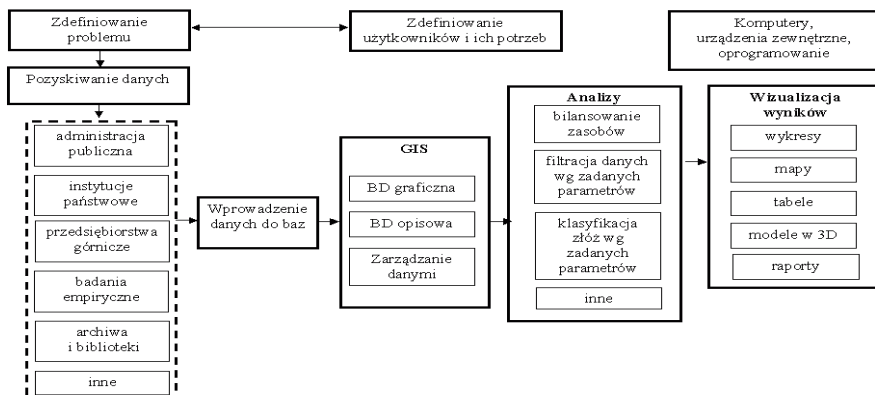 Zdefiniowanie
problemu
Zdefiniowanie
użytkowników i ich potrzeb
Komputery,
urządzenia zewnętrzne,
oprogramowanie
Pozyskiwanie danych
administracja
publiczna
instytucje
państwowe
przedsiębiorstwa
górnicze
badania
empiryczne
archiwa
i biblioteki
inne
Wprowadzenie
danych do baz
GIS
BD graficzna
BD opisowa
Zarządzanie
danymi
Analizy
bilansowanie
zasobów
filtracja danych
wg zadanych
parametrów
klasyfikacja
złóż wg
zadanych
parametrów
inne
Wizualizacja
wyników
wykresy
mapy
tabele
modele w 3D
raporty